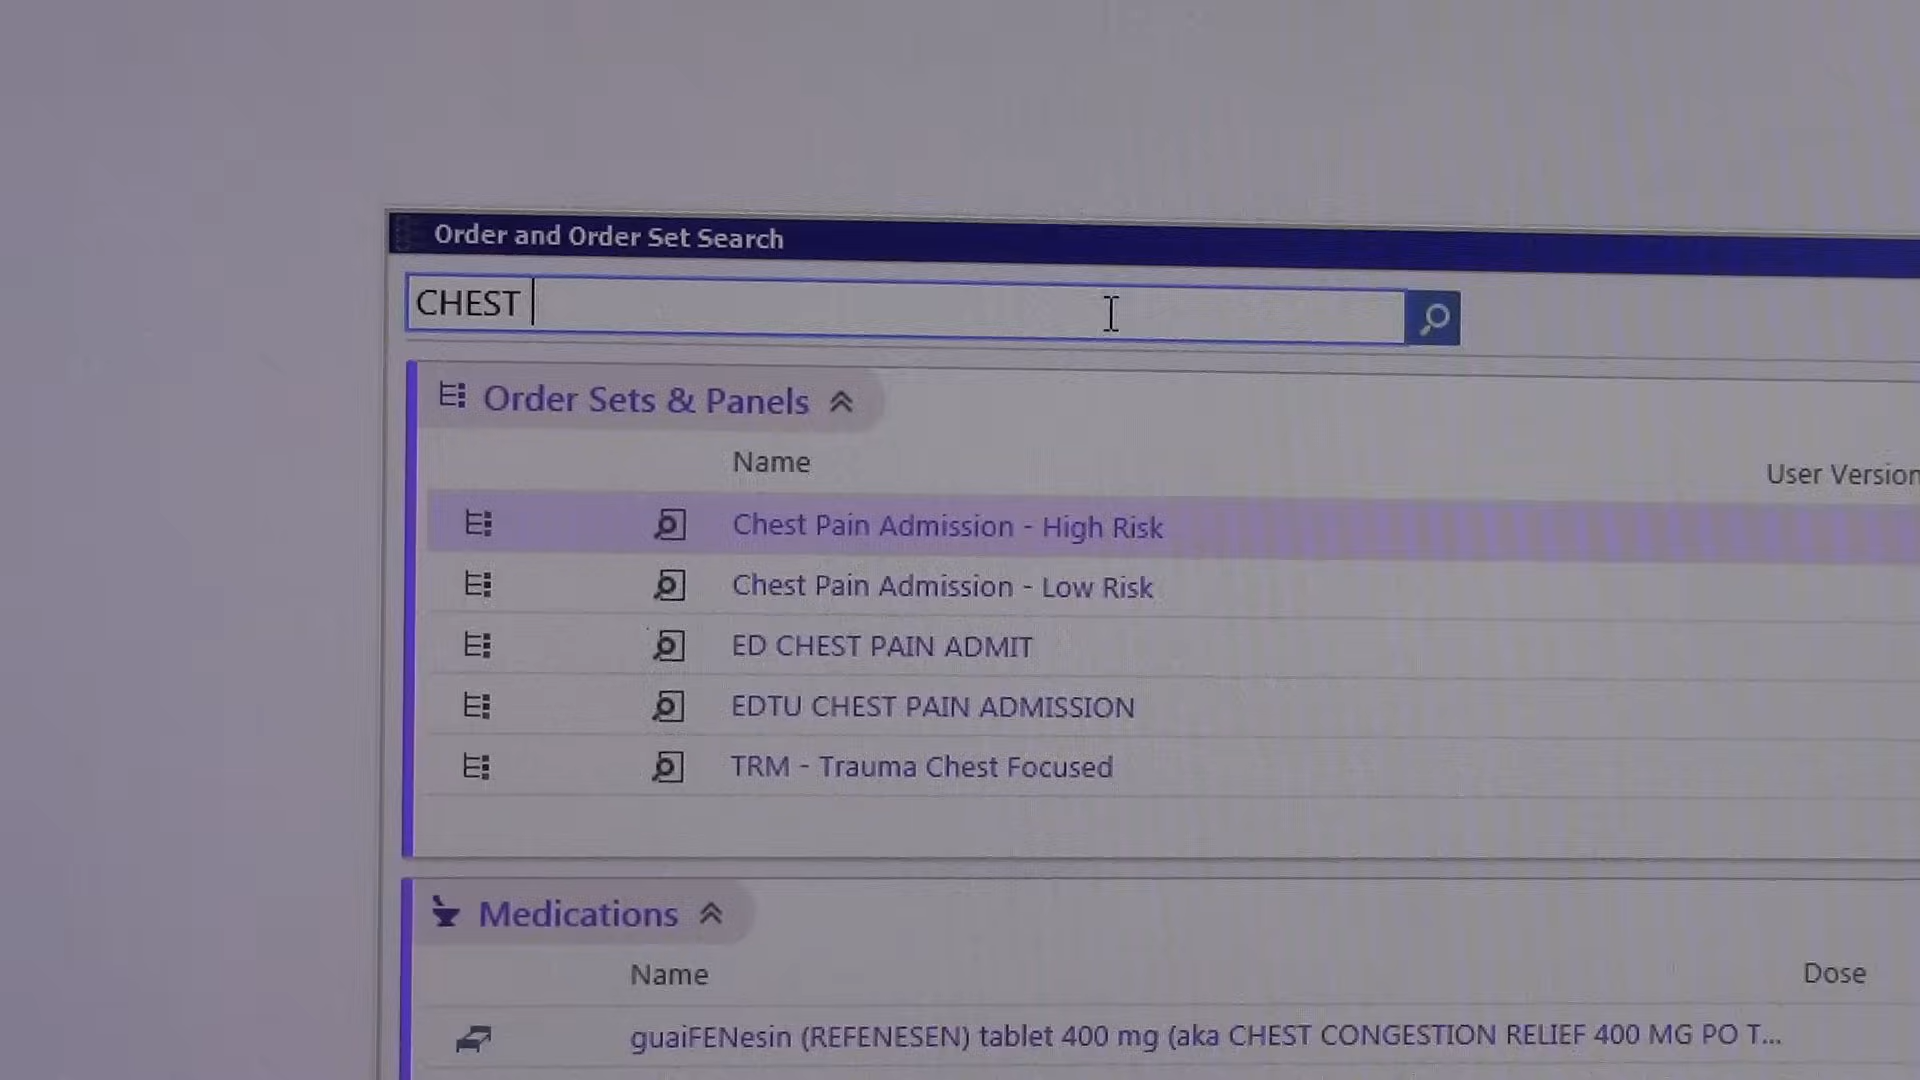 Order and Order Set Search
CHEST
Order Sets & Panels
Name User Version
Chest Pain Admission - High Risk
Chest Pain Admission - Low Risk
ED CHEST PAIN ADMIT
EDTU CHEST PAIN ADMISSION
TRM - Trauma Chest Focused
Medications
Name Dose
guaiFENesin (REFENESEN) tablet 400 mg (aka CHEST CONGESTION RELIEF 400 MG PO T...